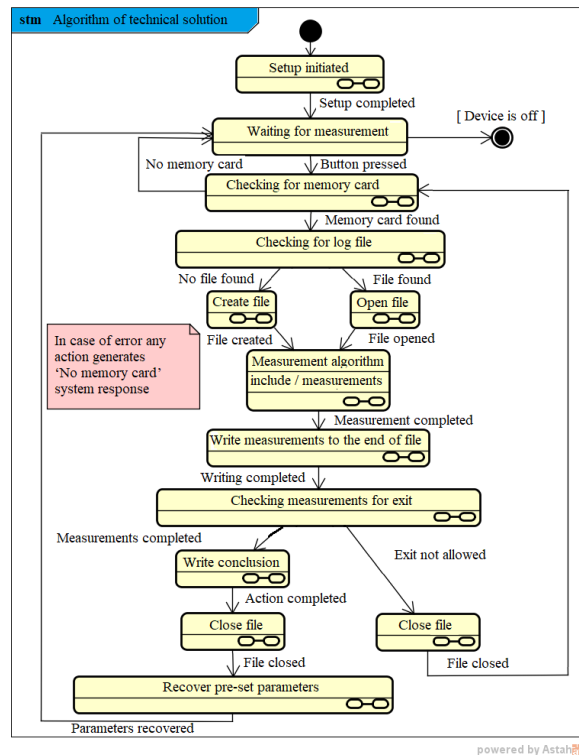 stm Algorithm of technical solution
Setup initiated
Setup completed
[ Device is off ]
Waiting for measurement
No memory card
Button pressed
Checking for memory card
Memory card found
Checking for log file
No file found
File found
Create file
Open file
File created
File opened
In case of error any
action generates
‘No memory card’
system response
Measurement algorithm
include / measurements
Measurement completed
Write measurements to the end of file
Writing completed
Checking measurements for exit
Measurements completed
Exit not allowed
Write conclusion
Action completed
Close file
Close file
File closed
File closed
Recover pre-set parameters
Parameters recovered
powered by Astah